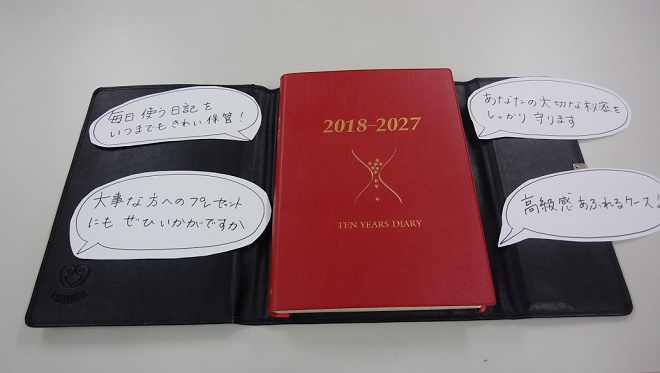 毎日 使う日記を
いつまでも きれい 保管!
大事な方への プレゼント
にも ぜひ いかがですか
2018–2027
TEN YEARS DIARY
あなたの大切な秘密を
しっかり 守ります
高級感 あふれるケース!